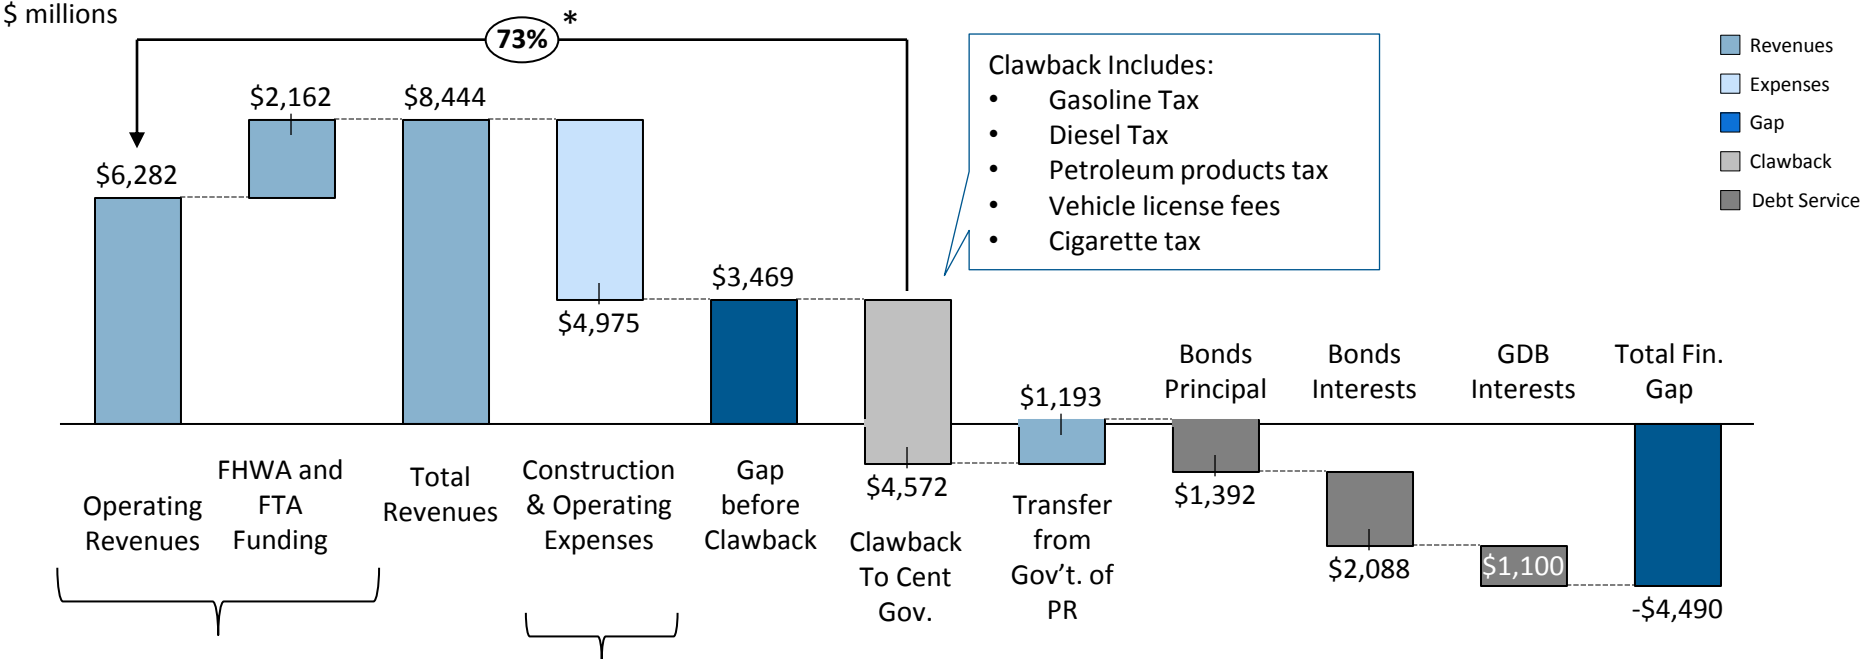 $ millions
73%
*
$2,162
$8,444
$6,282
$4,975
$3,469
$4,572
$1,193
$1,392
$2,088
$1,100
-$4,490
Clawback Includes:
• Gasoline Tax
• Diesel Tax
• Petroleum products tax
• Vehicle license fees
• Cigarette tax
Revenues
Expenses
Gap
Clawback
Debt Service
Operating
Revenues
FHWA and
FTA
Funding
Total
Revenues
Construction
& Operating
Expenses
Gap
before
Clawback
Clawback
To Cent
Gov.
Transfer
from
Gov't. of
PR
Bonds
Principal
Bonds
Interests
GDB
Interests
Total Fin.
Gap